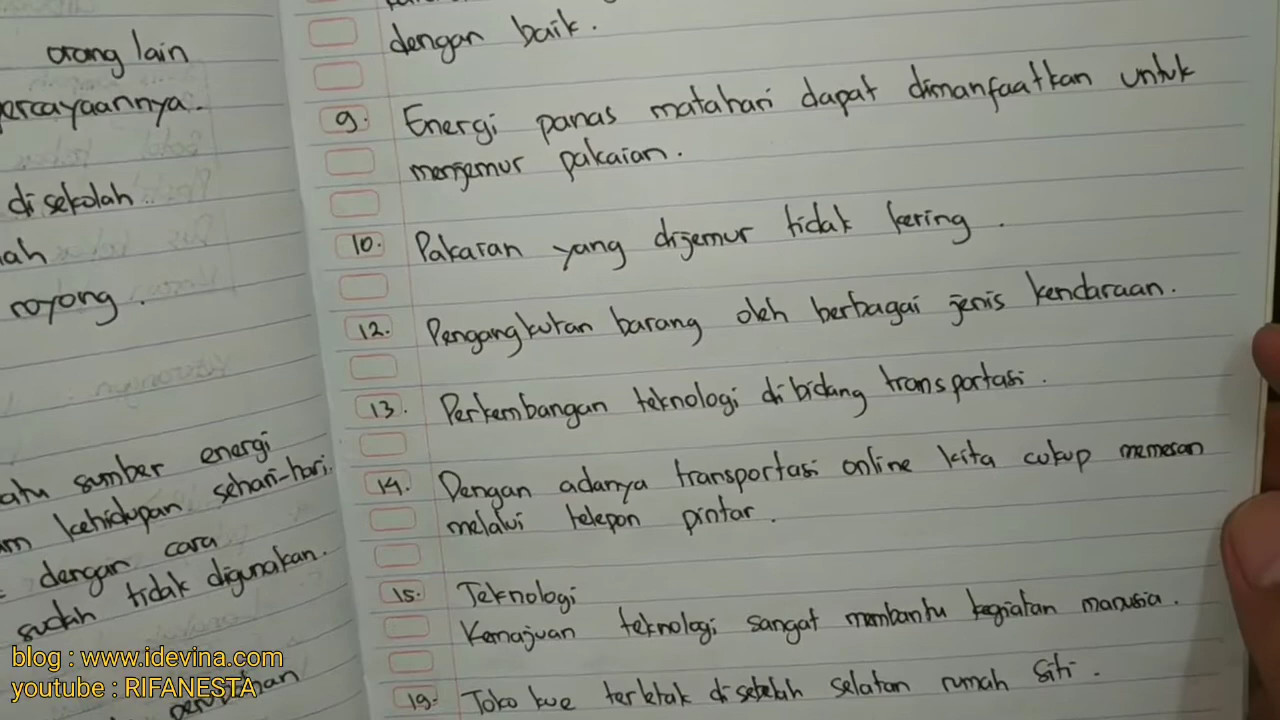 orang lain
percayaannya.
di sekolah
royong.
sumber energi
kehidupan sehari-hari.
dengan cara
sudah tidak digunakan.
dengan baik.
9. Energi panas matahari dapat dimanfaatkan untuk
menjemur pakaian.
10. Pakaian yang dijemur tidak kering.
12. Pengangkutan barang oleh berbagai jenis kendaraan.
13. Perkembangan teknologi di bidang transportasi.
14. Dengan adanya transportasi online kita cukup memesan
melalui telepon pintar.
15. Teknologi
Kemajuan teknologi sangat membantu kegiatan manusia.
19. Toko kue terletak di sebelah selatan rumah Siti.
blog : www.idevina.com
youtube : RIFANESTA